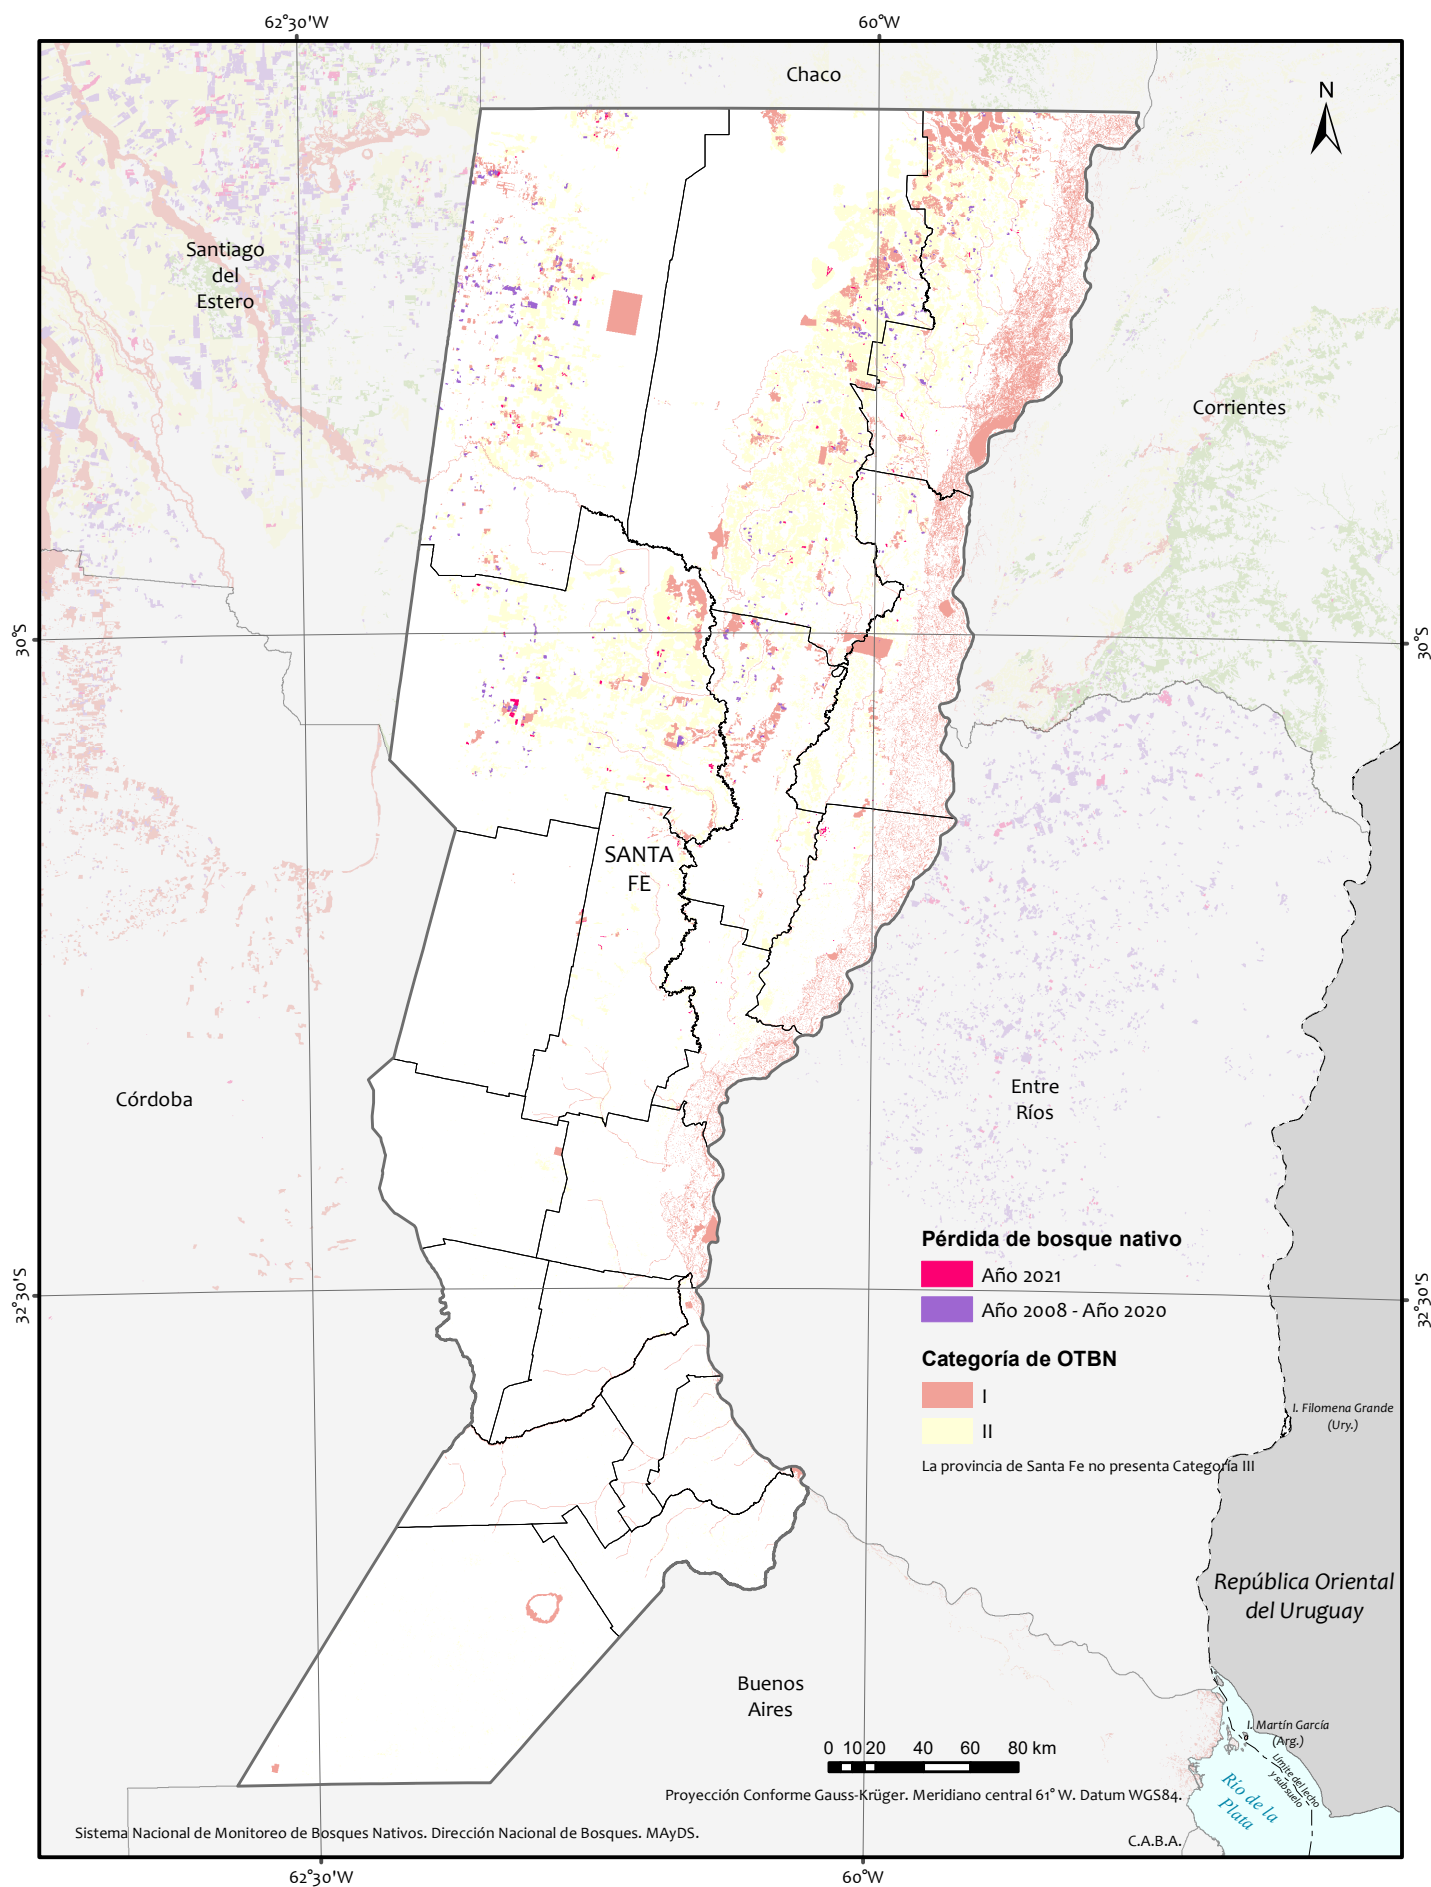 62°30'W
60°W
Chaco
N
Santiago
del
Estero
Corrientes
30°S
30°S
SANTA
FE
Córdoba
Entre
Ríos
Pérdida de bosque nativo
Año 2021
Año 2008 - Año 2020
32°30'S
32°30'S
Categoría de OTBN
I
II
I. Filomena Grande
(Ury.)
La provincia de Santa Fe no presenta Categoría III
República Oriental
del Uruguay
Buenos
Aires
I. Martín García
(Arg.)
0 10 20 40 60 80 km
Límite del lecho
y subsuelo
Río de la
Plata
Proyección Conforme Gauss-Krüger. Meridiano central 61° W. Datum WGS84.
Sistema Nacional de Monitoreo de Bosques Nativos. Dirección Nacional de Bosques. MAyDS.
C.A.B.A.
62°30'W
60°W